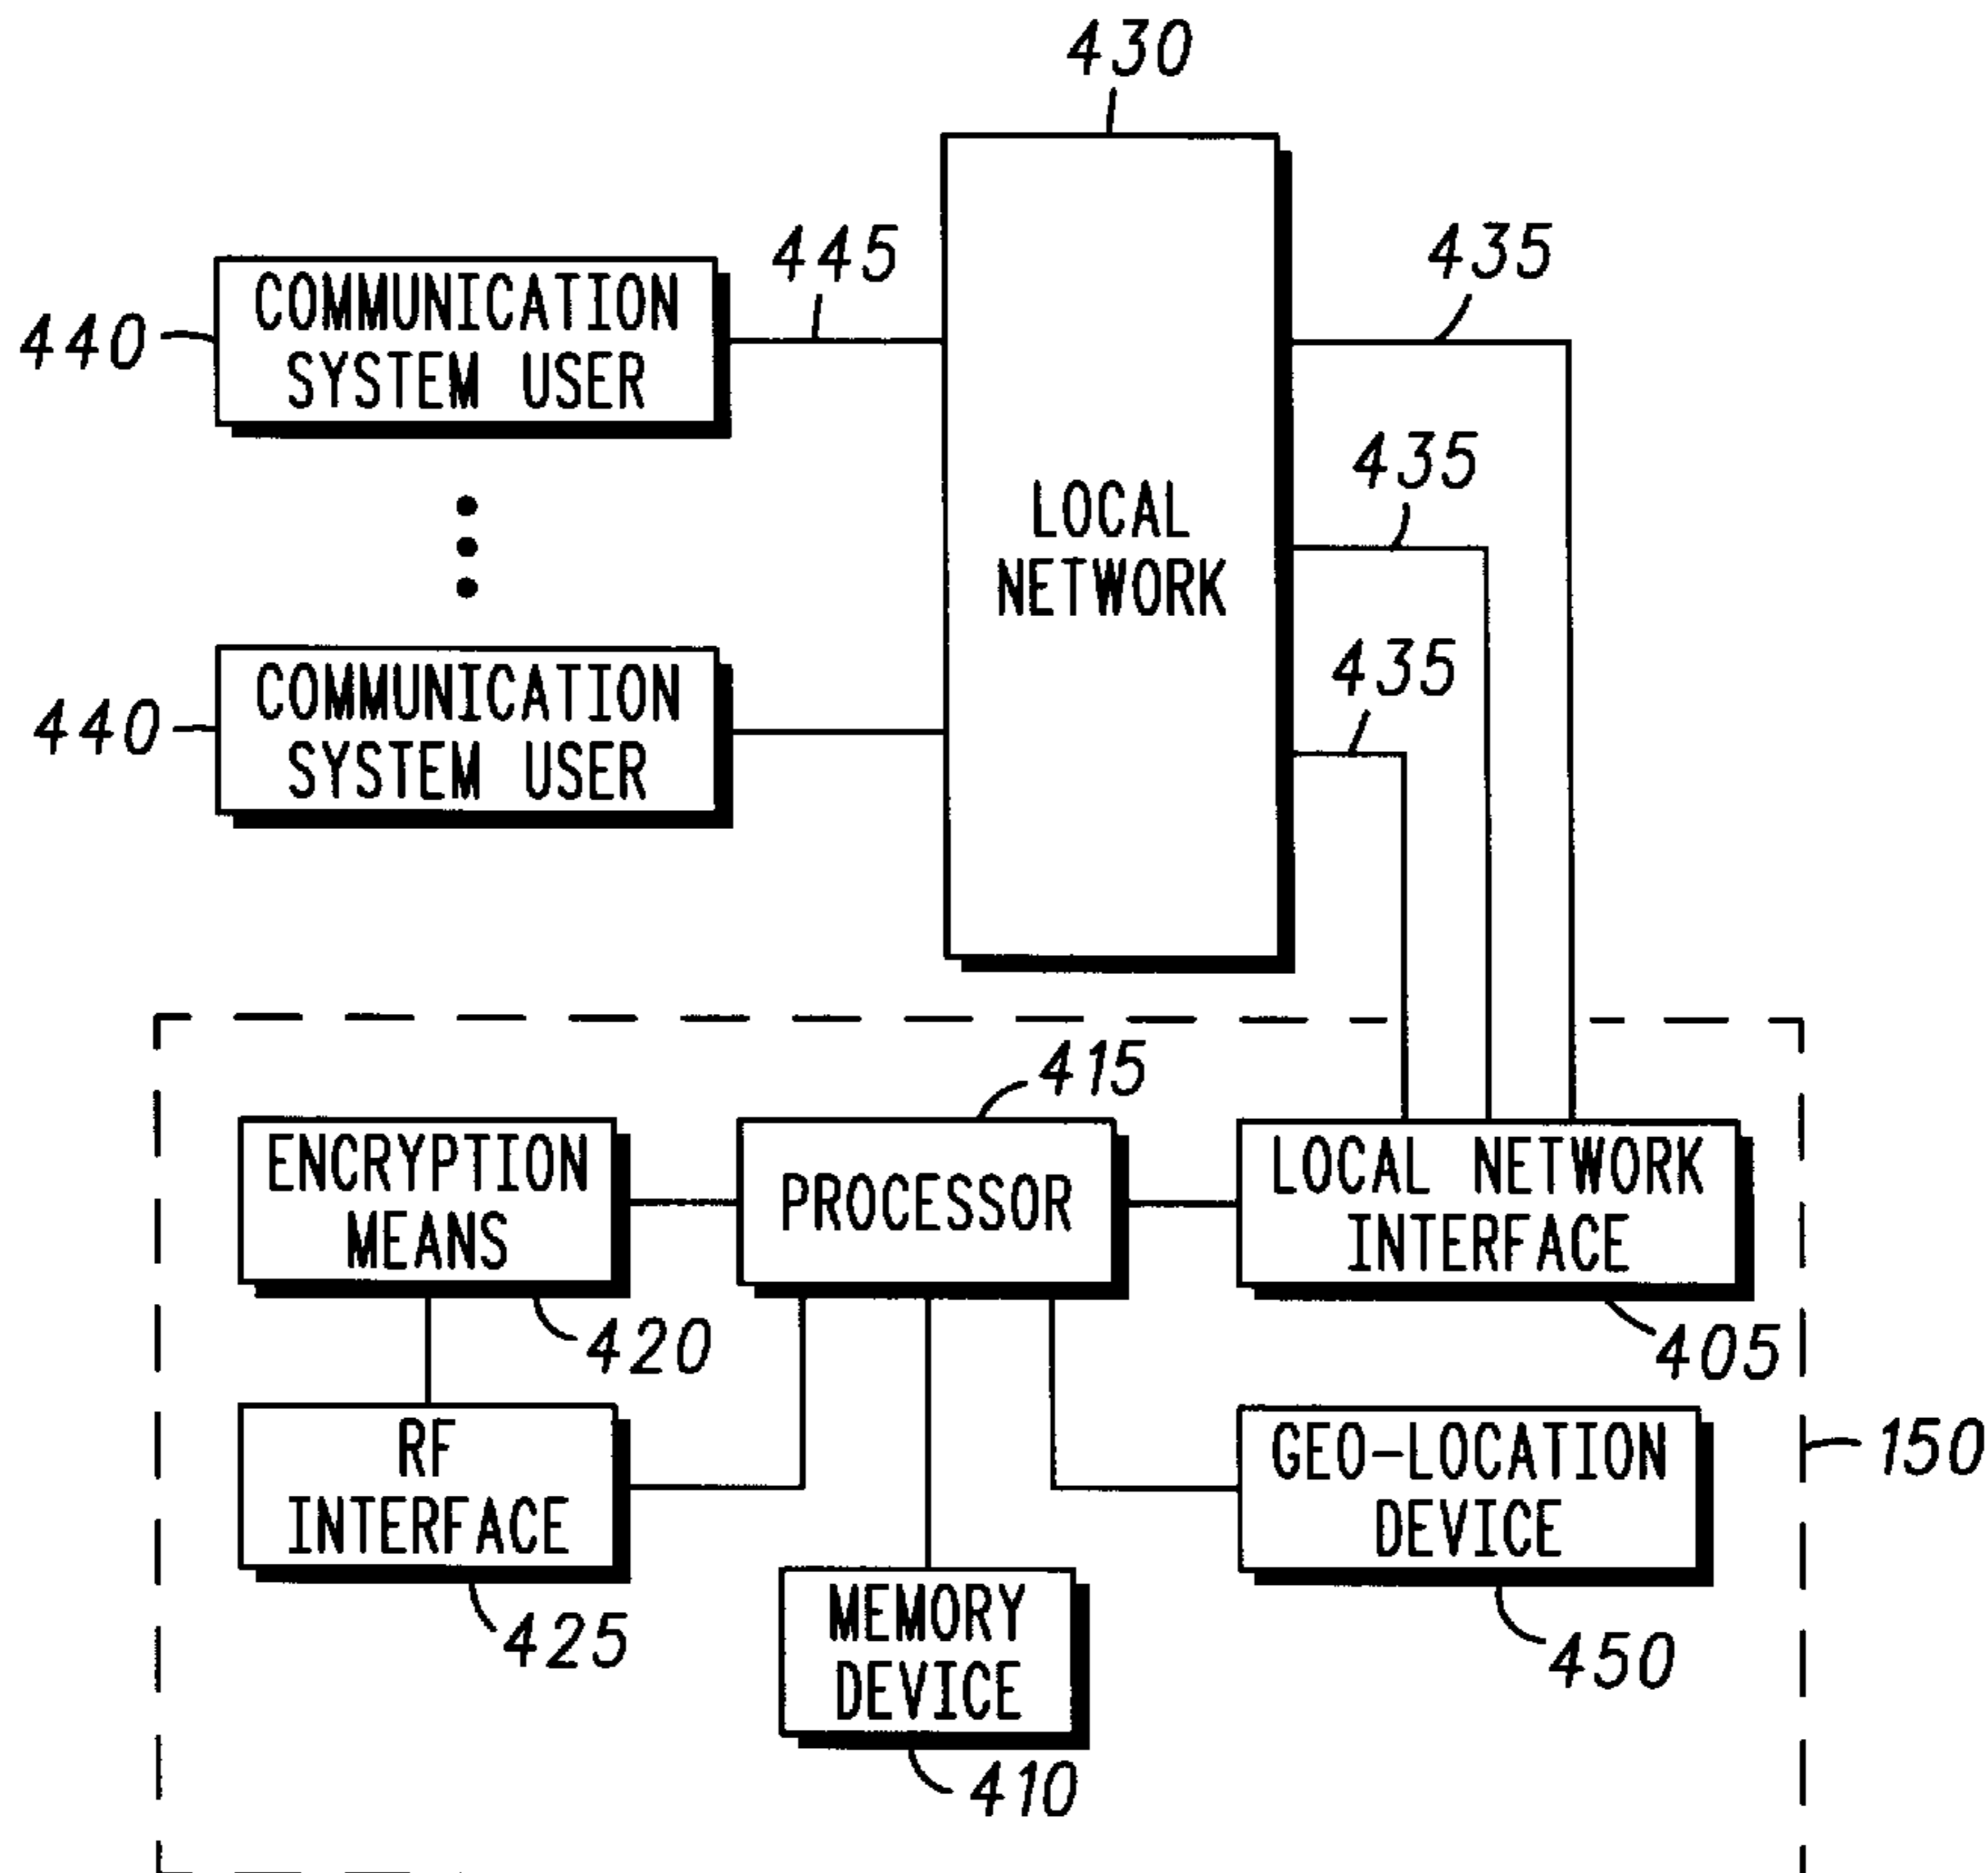 430
445
435
440
COMMUNICATION
SYSTEM USER
435
LOCAL
NETWORK
435
440
COMMUNICATION
SYSTEM USER
415
ENCRYPTION
MEANS
PROCESSOR
LOCAL NETWORK
INTERFACE
420
405
RF
INTERFACE
GEO-LOCATION
DEVICE
150
425
MEMORY
DEVICE
450
410